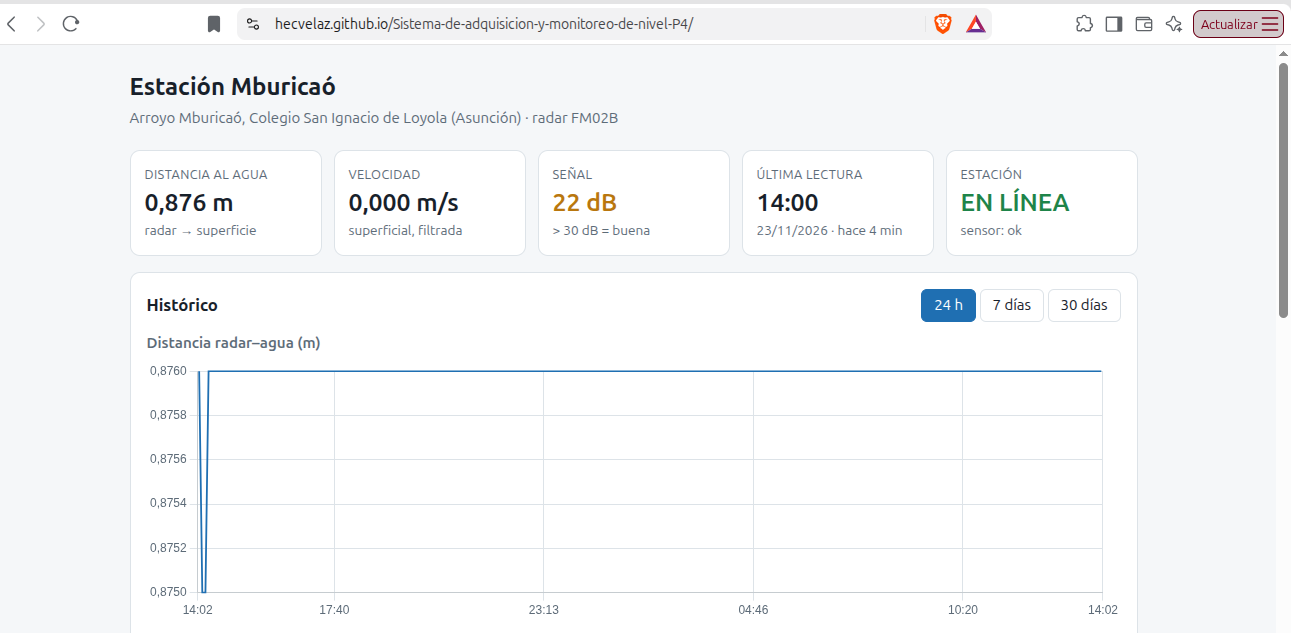 hecvelaz.github.io/Sistema-de-adquisicion-y-monitoreo-de-nivel-P4/
Actualizar
Estación Mburicaó
Arroyo Mburicaó, Colegio San Ignacio de Loyola (Asunción) · radar FM02B
DISTANCIA AL AGUA
0,876 m
radar → superficie
VELOCIDAD
0,000 m/s
superficial, filtrada
SEÑAL
22 dB
> 30 dB = buena
ÚLTIMA LECTURA
14:00
23/11/2026 · hace 4 min
ESTACIÓN
EN LÍNEA
sensor: ok
Histórico
24 h
7 días
30 días
Distancia radar–agua (m)
0,8760
0,8758
0,8756
0,8754
0,8752
0,8750
14:02
17:40
23:13
04:46
10:20
14:02